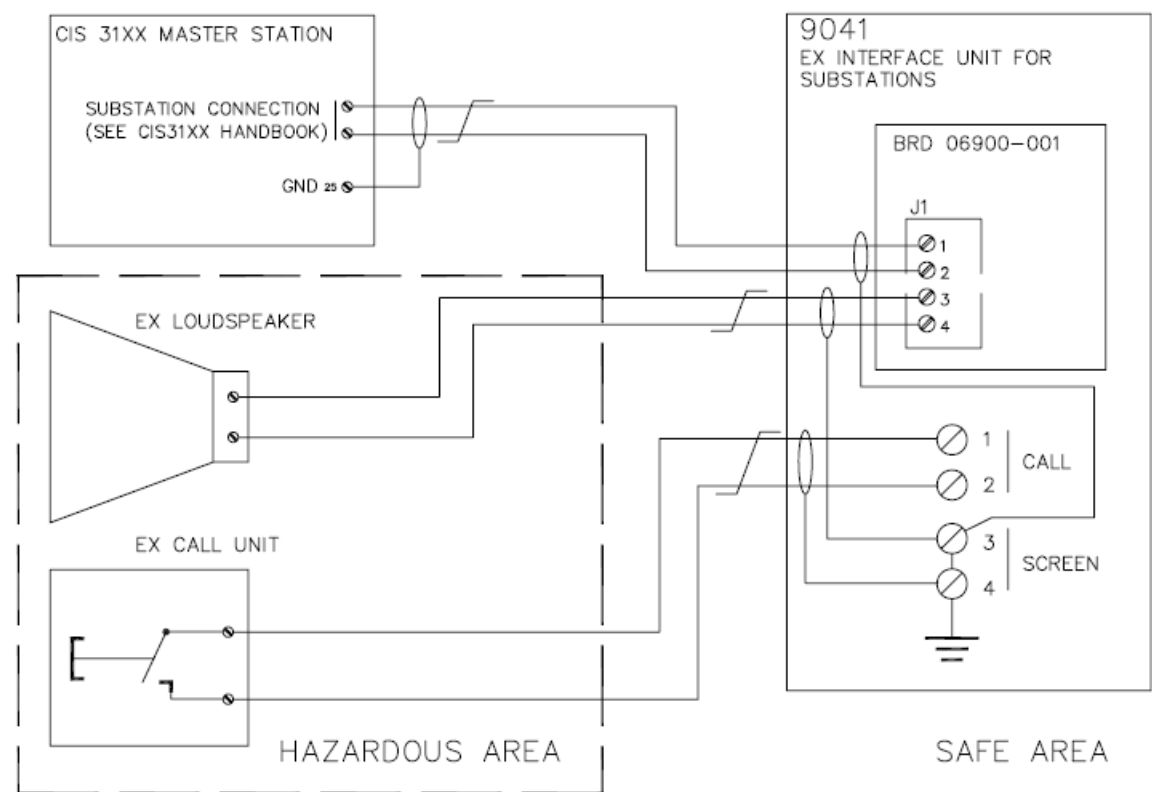 CIS 31XX MASTER STATION
SUBSTATION CONNECTION
(SEE CIS31XX HANDBOOK)
GND 25
9041
EX INTERFACE UNIT FOR
SUBSTATIONS
BRD 06900-001
J1
1
2
3
4
EX LOUDSPEAKER
1
2
CALL
3
4
SCREEN
EX CALL UNIT
HAZARDOUS AREA
SAFE AREA